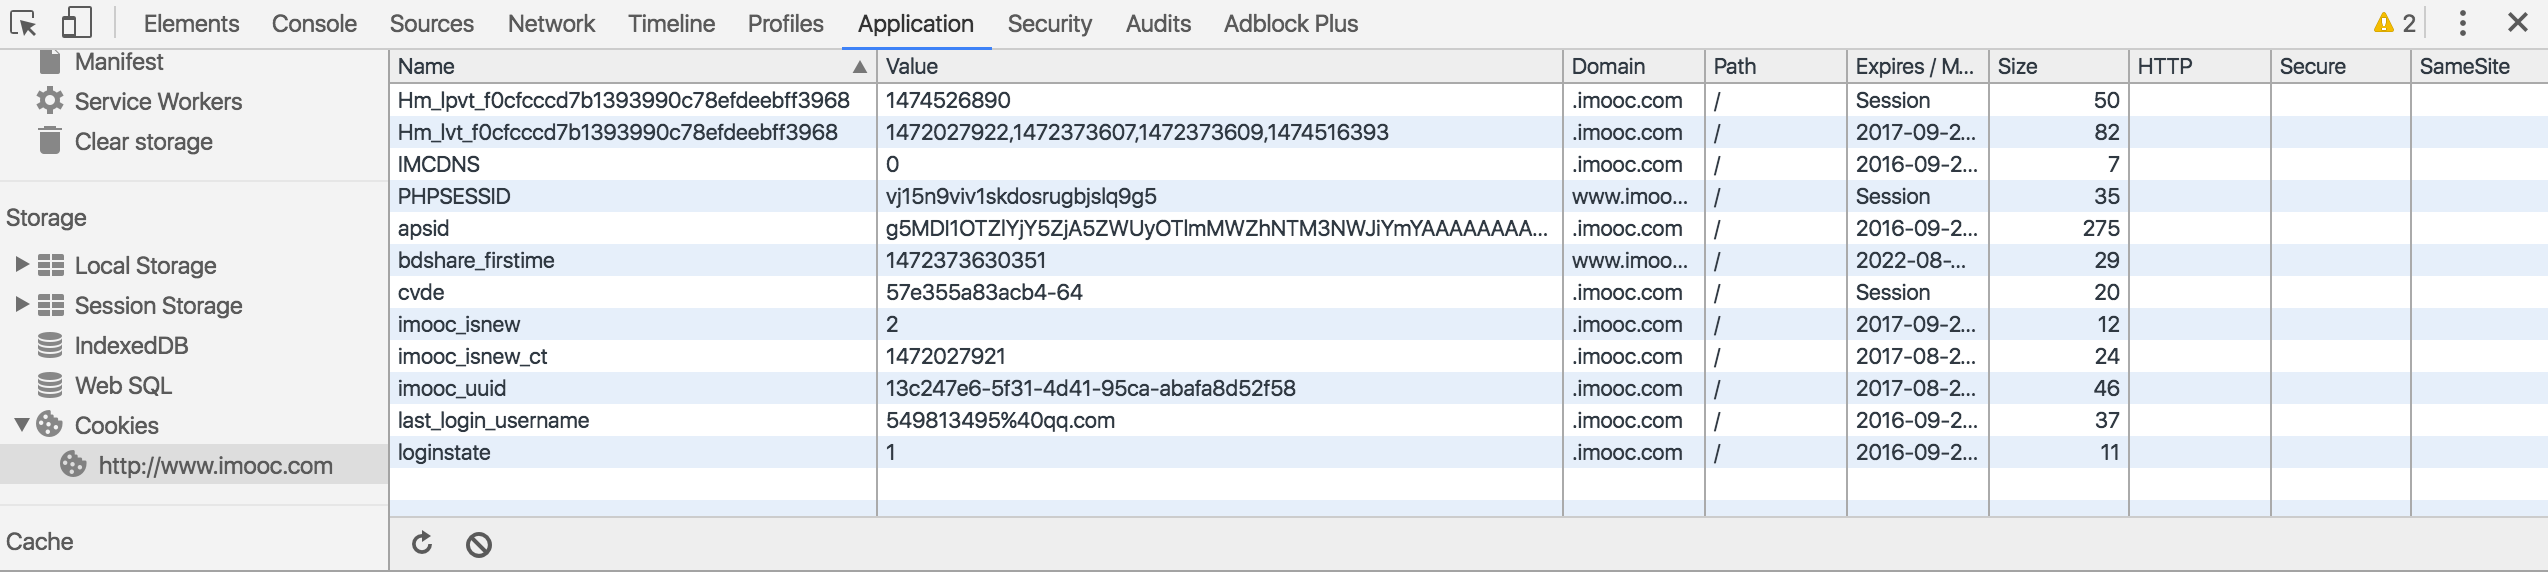 Elements Console Sources Network Timeline Profiles Application Security Audits Adblock Plus 2
Manifest
Service Workers
Clear storage
Storage
Local Storage
Session Storage
IndexedDB
Web SQL
Cookies
http://www.imooc.com
Cache
Name Value Domain Path Expires / M... Size HTTP Secure SameSite
Hm_lpvt_f0cfcccd7b1393990c78efdeebff3968 1474526890 .imooc.com / Session 50
Hm_lvt_f0cfcccd7b1393990c78efdeebff3968 1472027922,1472373607,1472373609,1474516393 .imooc.com / 2017-09-2... 82
IMCDNS 0 .imooc.com / 2016-09-2... 7
PHPSESSID vj15n9viv1skdosrugbjslq9g5 www.imoo... / Session 35
apsid g5MDI1OTZlYjY5ZjA5ZWUyOTlmMWZhNTM3NWJiYmYAAAAAAAA... .imooc.com / 2016-09-2... 275
bdshare_firstime 1472373630351 www.imoo... / 2022-08-... 29
cvde 57e355a83acb4-64 .imooc.com / Session 20
imooc_isnew 2 .imooc.com / 2017-09-2... 12
imooc_isnew_ct 1472027921 .imooc.com / 2017-08-2... 24
imooc_uuid 13c247e6-5f31-4d41-95ca-abafa8d52f58 .imooc.com / 2017-08-2... 46
last_login_username 549813495%40qq.com .imooc.com / 2016-09-2... 37
loginstate 1 .imooc.com / 2016-09-2... 11